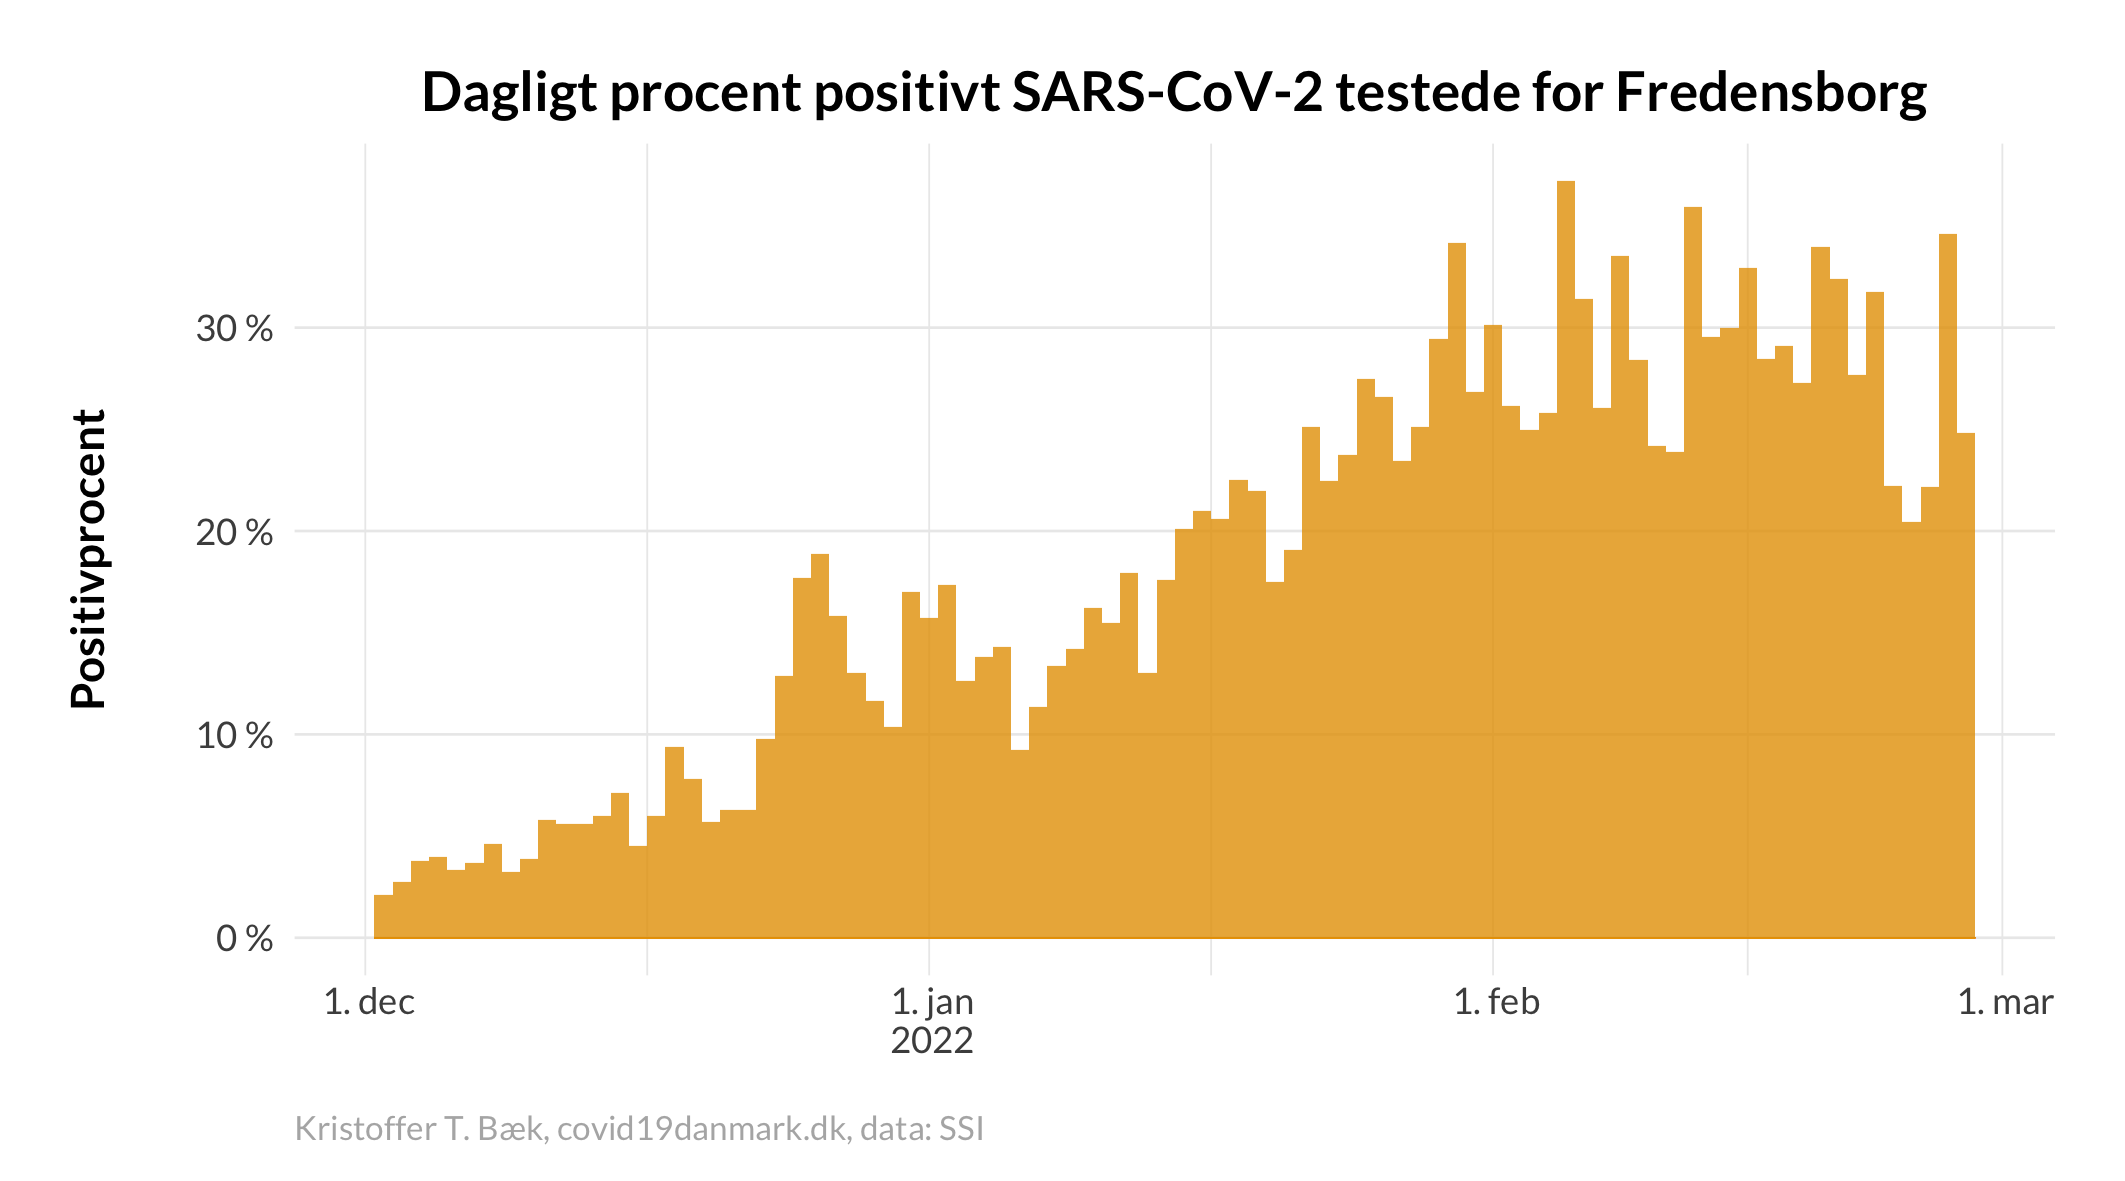 Dagligt procent positivt SARS-CoV-2 testede for Fredensborg
Positivprocent
30 %
20 %
10 %
0 %
1. dec
1. jan
2022
1. feb
1. mar
Kristoffer T. Bæk, covid19danmark.dk, data: SSI